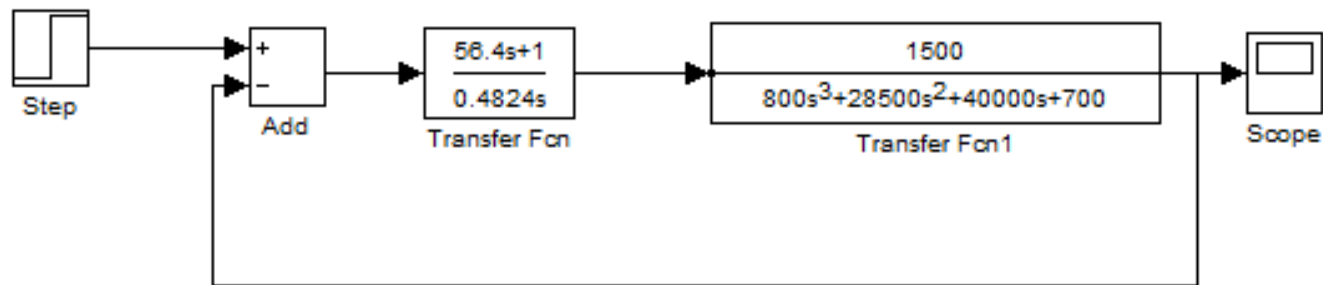 Step
+
−
Add
56.4s+1
0.4824s
Transfer Fcn
1500
800s³+28500s²+40000s+700
Transfer Fcn1
Scope